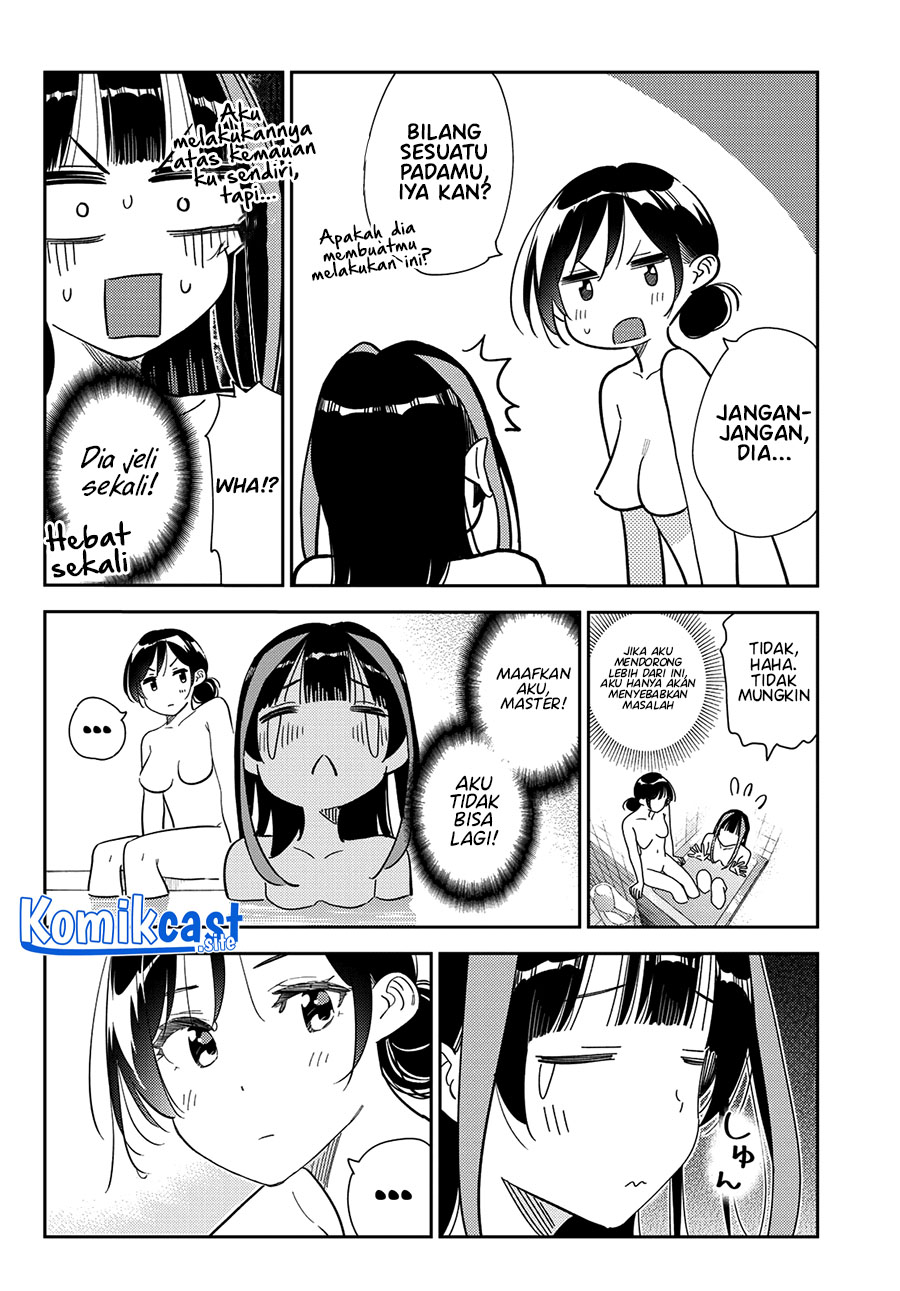 JANGAN-
JANGAN,
DIA...
BILANG
SESUATU
PADAMU,
IYA KAN?
Apakah dia
membuatmu
melakukan ini?
Aku
melakukannya
atas kemauan
ku sendiri,
tapi...
WHA!?
Dia jeli
sekali!
Hebat
sekali
TIDAK,
HAHA.
TIDAK
MUNGKIN
JIKA AKU
MENDORONG
LEBIH DARI INI,
AKU HANYA AKAN
MENYEBABKAN
MASALAH
MAAFKAN
AKU,
MASTER!
AKU
TIDAK
BISA
LAGI!
...
Komikcast
.site
しゅん
...